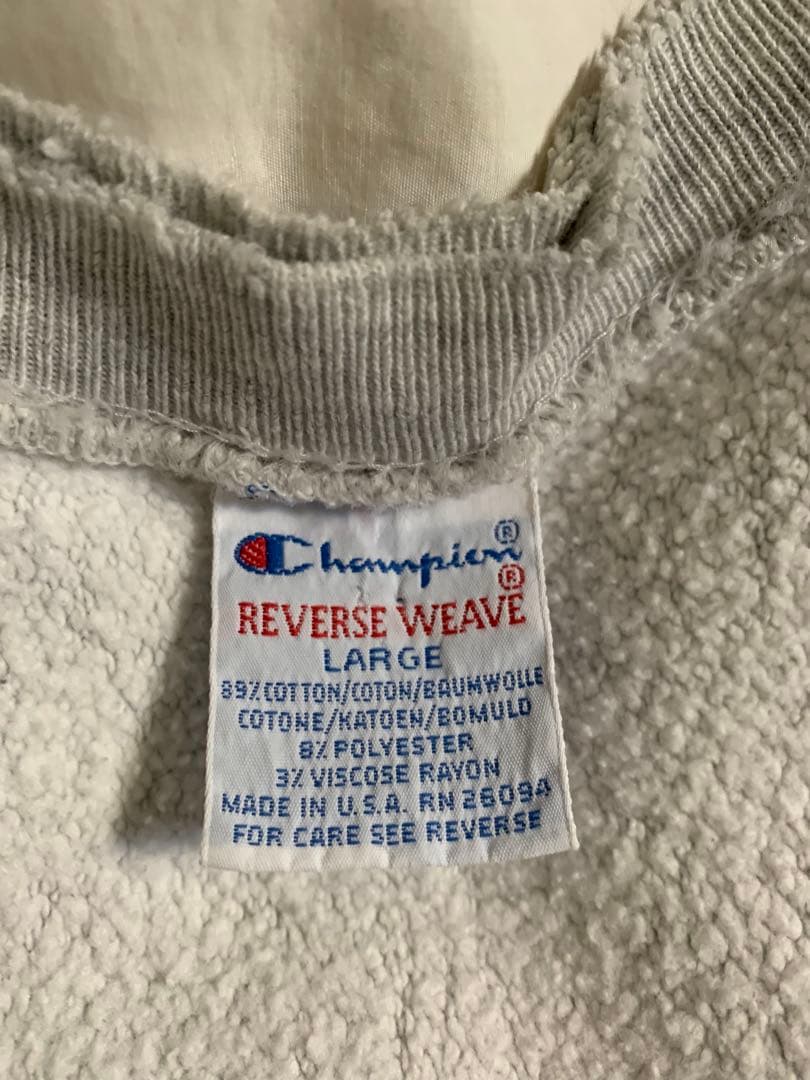 Champion®
REVERSE WEAVE®
LARGE
89% COTTON/COTON/BAUMWOLLE
COTONE/KATOEN/BOMULD
8% POLYESTER
3% VISCOSE RAYON
MADE IN U.S.A. RN 26094
FOR CARE SEE REVERSE